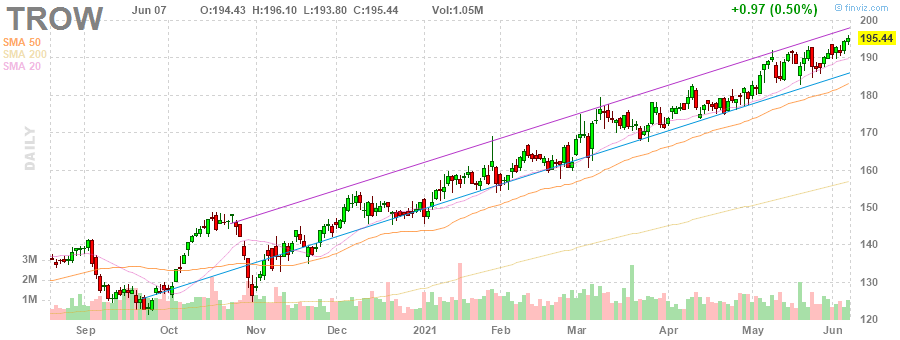 TROW Jun 07 O:194.43 H:196.10 L:193.80 C:195.44 Vol:1.05M +0.97 (0.50%) © finviz.com
SMA 50
SMA 200
SMA 20
DAILY
200
195.44
190
180
170
160
150
140
130
120
3M
2M
1M
Sep Oct Nov Dec 2021 Feb Mar Apr May Jun